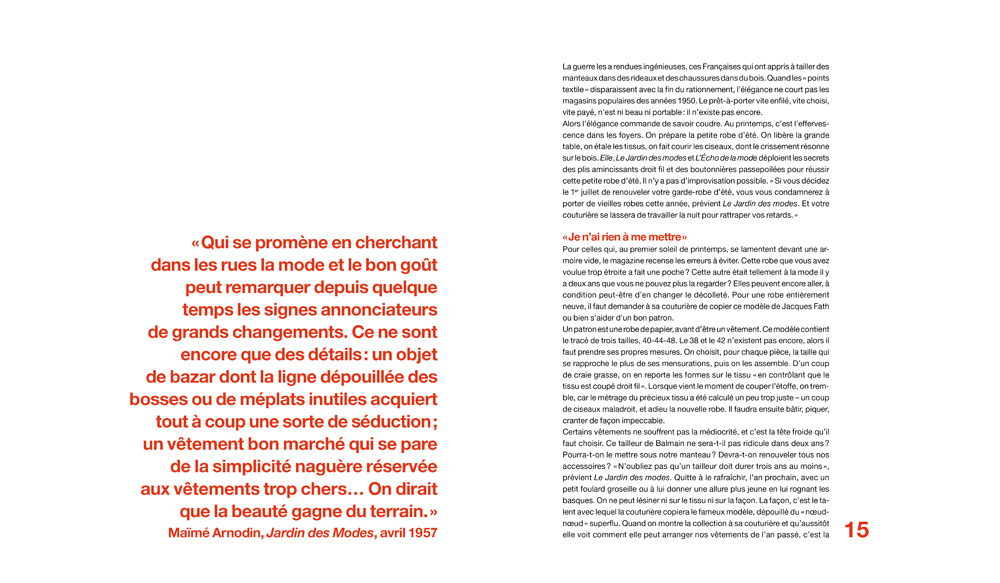 « Qui se promène en cherchant
dans les rues la mode et le bon goût
peut remarquer depuis quelque
temps les signes annonciateurs
de grands changements. Ce ne sont
encore que des détails : un objet
de bazar dont la ligne dépouillée des
bosses ou de méplats inutiles acquiert
tout à coup une sorte de séduction ;
un vêtement bon marché qui se pare
de la simplicité naguère réservée
aux vêtements trop chers… On dirait
que la beauté gagne du terrain. »
Maïmé Arnodin, Jardin des Modes, avril 1957
La guerre les a rendues ingénieuses, ces Françaises qui ont appris à tailler des
manteaux dans des rideaux et des chaussures dans du bois. Quand les « points
textile » disparaissent avec la fin du rationnement, l'élégance ne court pas les
magasins populaires des années 1950. Le prêt-à-porter vite enfilé, vite choisi,
vite payé, n'est ni beau ni portable : il n'existe pas encore.
Alors l'élégance commande de savoir coudre. Au printemps, c'est l'efferves-
cence dans les foyers. On prépare la petite robe d'été. On libère la grande
table, on étale les tissus, on fait courir les ciseaux, dont le crissement résonne
sur le bois. Elle, Le Jardin des modes et L'Écho de la mode déploient les secrets
des plis amincissants droit fil et des boutonnières passepoilées pour réussir
cette petite robe d'été. Il n'y a pas d'improvisation possible. « Si vous décidez
le 1er juillet de renouveler votre garde-robe d'été, vous vous condamnerez à
porter de vieilles robes cette année, prévient Le Jardin des modes. Et votre
couturière se lassera de travailler la nuit pour rattraper vos retards. »
«Je n'ai rien à me mettre»
Pour celles qui, au premier soleil de printemps, se lamentent devant une ar-
moire vide, le magazine recense les erreurs à éviter. Cette robe que vous avez
voulue trop étroite a fait une poche ? Cette autre était tellement à la mode il y
a deux ans que vous ne pouvez plus la regarder ? Elles peuvent encore aller, à
condition peut-être d'en changer le décolleté. Pour une robe entièrement
neuve, il faut demander à sa couturière de copier ce modèle de Jacques Fath
ou bien s'aider d'un bon patron.
Un patron est une robe de papier, avant d'être un vêtement. Ce modèle contient
le tracé de trois tailles, 40-44-48. Le 38 et le 42 n'existent pas encore, alors il
faut prendre ses propres mesures. On choisit, pour chaque pièce, la taille qui
se rapproche le plus de ses mensurations, puis on les assemble. D'un coup
de craie grasse, on en reporte les formes sur le tissu « en contrôlant que le
tissu est coupé droit fil ». Lorsque vient le moment de couper l'étoffe, on trem-
ble, car le métrage du précieux tissu a été calculé un peu trop juste – un coup
de ciseaux maladroit, et adieu la nouvelle robe. Il faudra ensuite bâtir, piquer,
cranter de façon impeccable.
Certains vêtements ne souffrent pas la médiocrité, et c'est la tête froide qu'il
faut choisir. Ce tailleur de Balmain ne sera-t-il pas ridicule dans deux ans ?
Pourra-t-on le mettre sous notre manteau ? Devra-t-on renouveler tous nos
accessoires ? « N'oubliez pas qu'un tailleur doit durer trois ans au moins »,
prévient Le Jardin des modes. Quitte à le rafraîchir, l'an prochain, avec un
petit foulard groseille ou à lui donner une allure plus jeune en lui rognant les
basques. On ne peut lésiner ni sur le tissu ni sur la façon. La façon, c'est le ta-
lent avec lequel la couturière copiera le fameux modèle, dépouillé du « nœud-
nœud » superflu. Quand on montre la collection à sa couturière et qu'aussitôt
elle voit comment elle peut arranger nos vêtements de l'an passé, c'est la
15